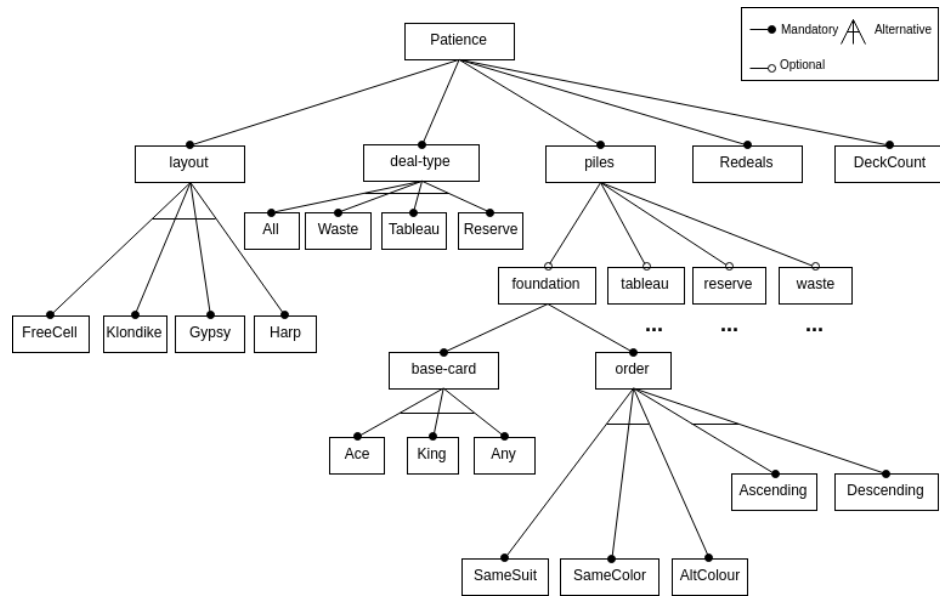 Patience
Mandatory
Alternative
Optional
layout
deal-type
piles
Redeals
DeckCount
All
Waste
Tableau
Reserve
foundation
tableau
reserve
waste
FreeCell
Klondike
Gypsy
Harp
...
...
...
base-card
order
Ace
King
Any
Ascending
Descending
SameSuit
SameColor
AltColour